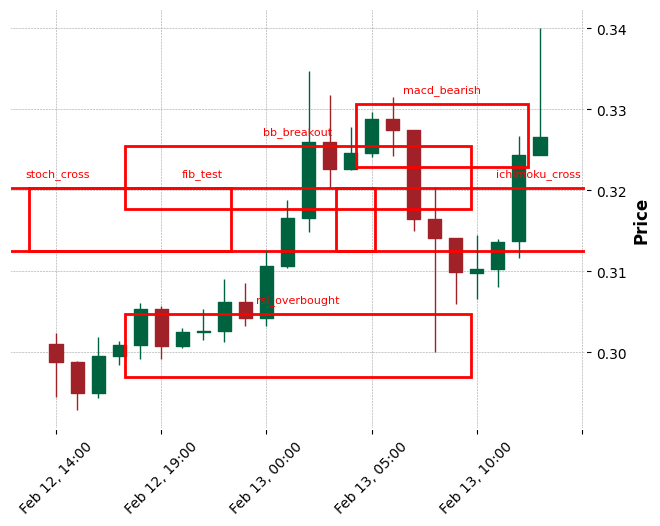 0.34
0.33
0.32
0.31
0.30
Price
macd_bearish
bb_breakout
stoch_cross
fib_test
ichimoku_cross
rsi_overbought
Feb 12, 14:00
Feb 12, 19:00
Feb 13, 00:00
Feb 13, 05:00
Feb 13, 10:00